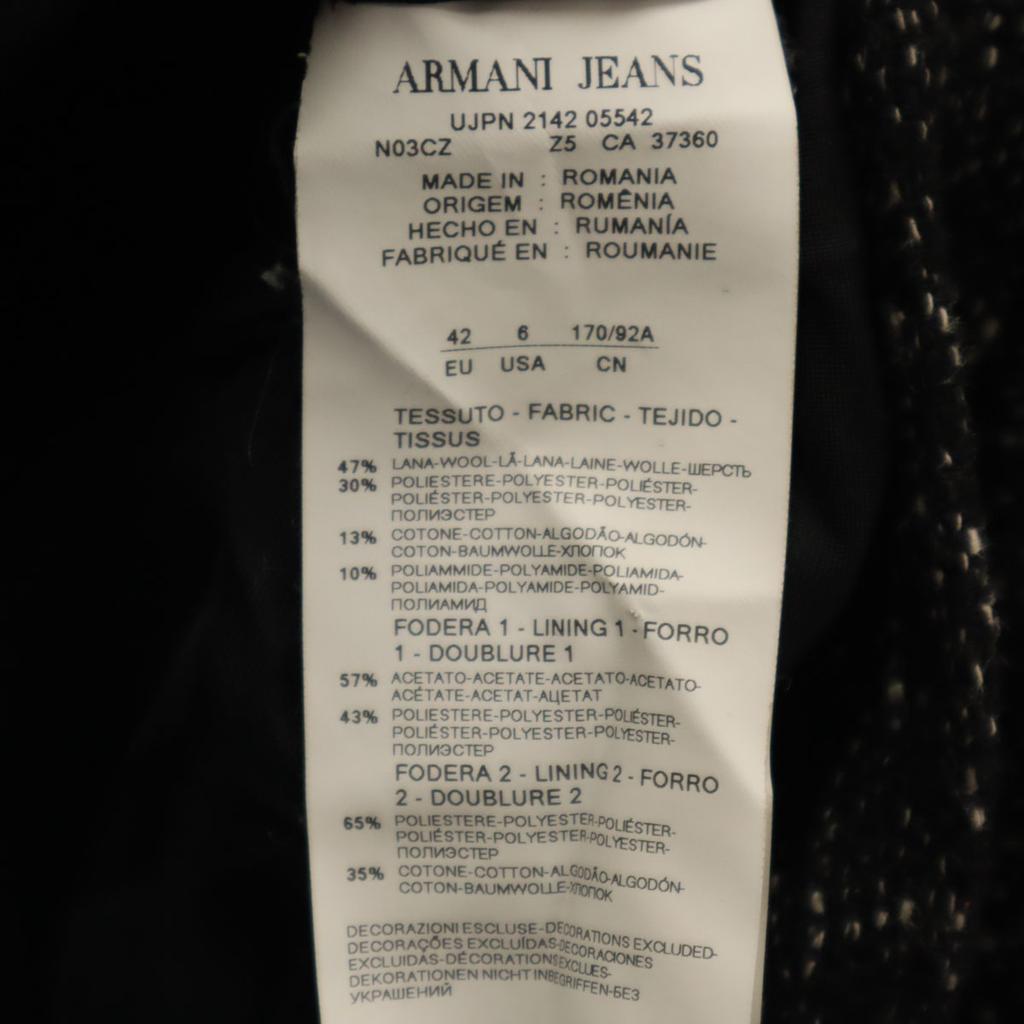 ARMANI JEANS
UJPN 2142 05542
N03CZ Z5 CA 37360
MADE IN : ROMANIA
ORIGEM : ROMÊNIA
HECHO EN : RUMANÍA
FABRIQUÉ EN : ROUMANIE
42 6 170/92A
EU USA CN
TESSUTO - FABRIC - TEJIDO -
TISSUS
47% LANA-WOOL-LÃ-LANA-LAINE-WOLLE-ШЕРСТЬ
30% POLIESTERE-POLYESTER-POLIÉSTER-
POLIÉSTER-POLYESTER-POLYESTER-
ПОЛИЭСТЕР
13% COTONE-COTTON-ALGODÃO-ALGODÓN-
COTON-BAUMWOLLE-ХЛОПОК
10% POLIAMMIDE-POLYAMIDE-POLIAMIDA-
POLIAMIDA-POLYAMIDE-POLYAMID-
ПОЛИАМИД
FODERA 1 - LINING 1 - FORRO
1 - DOUBLURE 1
57% ACETATO-ACETATE-ACETATO-ACETATO-
ACÉTATE-ACETAT-АЦЕТАТ
43% POLIESTERE-POLYESTER-POLIÉSTER-
POLIÉSTER-POLYESTER-POLYESTER-
ПОЛИЭСТЕР
FODERA 2 - LINING 2 - FORRO
2 - DOUBLURE 2
65% POLIESTERE-POLYESTER-POLIÉSTER-
POLIÉSTER-POLYESTER-POLYESTER-
ПОЛИЭСТЕР
35% COTONE-COTTON-ALGODÃO-ALGODÓN-
COTON-BAUMWOLLE-ХЛОПОК
DECORAZIONI ESCLUSE-DECORATIONS EXCLUDED-
DECORAÇÕES EXCLUÍDAS-DECORACIONES
EXCLUIDAS-DÉCORATIONS EXCLUES-
DEKORATIONEN NICHT INBEGRIFFEN-БЕЗ
УКРАШЕНИЙ